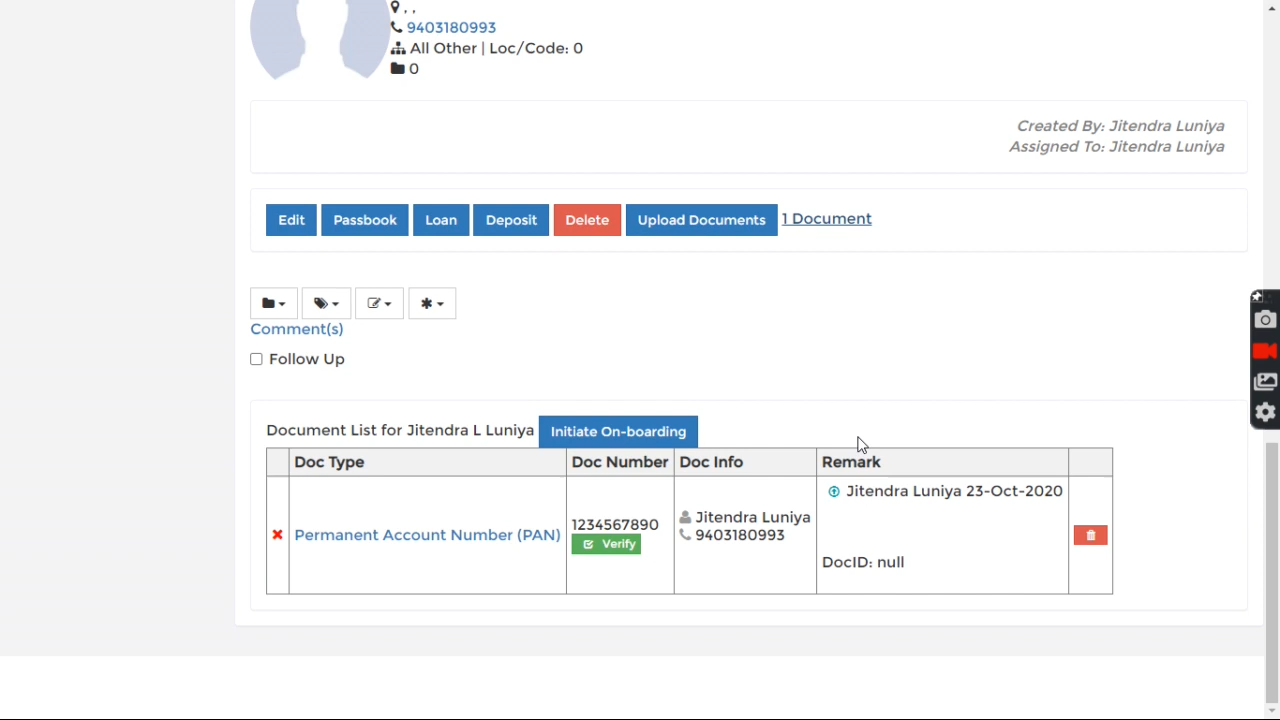 , ,
9403180993
All Other | Loc/Code: 0
0
Created By: Jitendra Luniya
Assigned To: Jitendra Luniya
Edit Passbook Loan Deposit Delete Upload Documents 1 Document
Comment(s)
Follow Up
Document List for Jitendra L Luniya Initiate On-boarding
Doc Type Doc Number Doc Info Remark
Jitendra Luniya 23-Oct-2020
Permanent Account Number (PAN) 1234567890 Verify Jitendra Luniya 9403180993
DocID: null